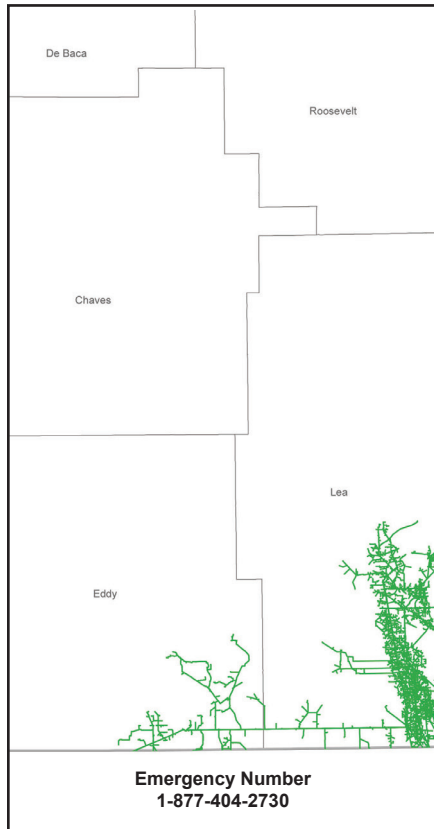 De Baca
Roosevelt
Chaves
Lea
Eddy
Emergency Number
1-877-404-2730